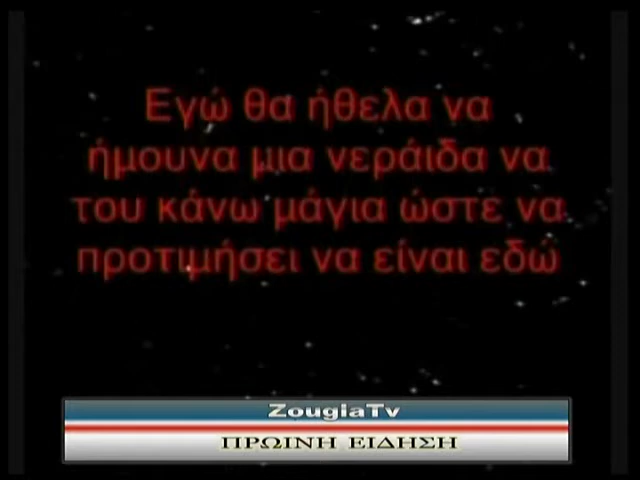 Εγώ θα ήθελα να
ήμουνα μια νεράιδα να
του κάνω μάγια ώστε να
προτιμήσει να είναι εδώ
ZougiaTv
ΠΡΩΙΝΗ ΕΙΔΗΣΗ